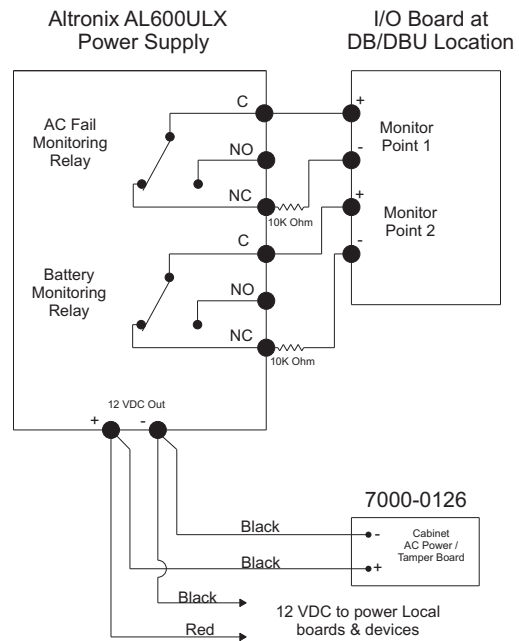 Altronix AL600ULX
Power Supply
I/O Board at
DB/DBU Location
C
+
AC Fail
Monitoring
Relay
Monitor
Point 1
NO
-
NC
+
10K Ohm
Monitor
Point 2
C
-
Battery
Monitoring
Relay
NO
NC
10K Ohm
12 VDC Out
+
-
7000-0126
Black
-
Cabinet
AC Power /
Tamper Board
Black
+
Black
12 VDC to power Local
boards & devices
Red